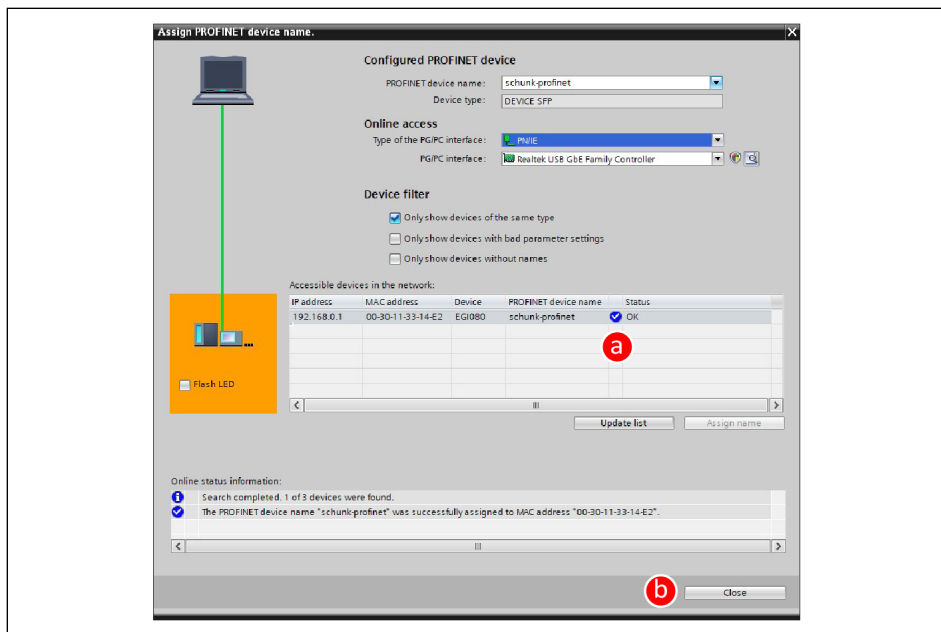 Assign PROFINET device name.
Configured PROFINET device
PROFINET device name: schunk-profinet
Device type: DEVICE SFP
Online access
Type of the PG/PC interface: PN/IE
PG/PC interface: Realtek USB GbE Family Controller
Device filter
Only show devices of the same type
Only show devices with bad parameter settings
Only show devices without names
Accessible devices in the network:
IP address MAC address Device PROFINET device name Status
192.168.0.1 00-30-11-33-14-E2 EGI080 schunk-profinet OK
a
Flash LED
Update list Assign name
Online status information:
Search completed. 1 of 3 devices were found.
The PROFINET device name "schunk-profinet" was successfully assigned to MAC address "00-30-11-33-14-E2".
b Close